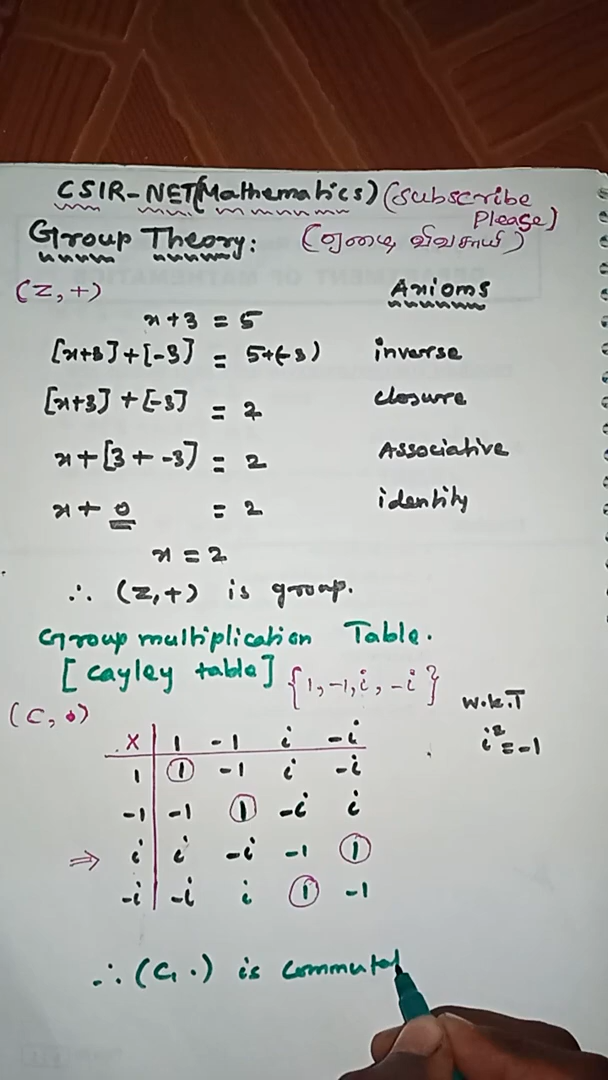 CSIR-NET(Mathematics) (Subscribe Please)
Group Theory:
(Z,+) Axioms
x+3 = 5
[x+3]+[-3] = 5+(-3) inverse
[x+3]+[-3] = 2 closure
x+[3+-3] = 2 Associative
x+0 = 2 identity
x = 2
∴ (Z,+) is group.
Group multiplication Table.
[Cayley table] {1,-1,i,-i}
w.k.T
(C, •) i² = -1
X 1 -1 i -i
1 1 -1 i -i
-1 -1 1 -i i
⇒ i i -i -1 1
-i -i i 1 -1
∴ (G .) is Commutat